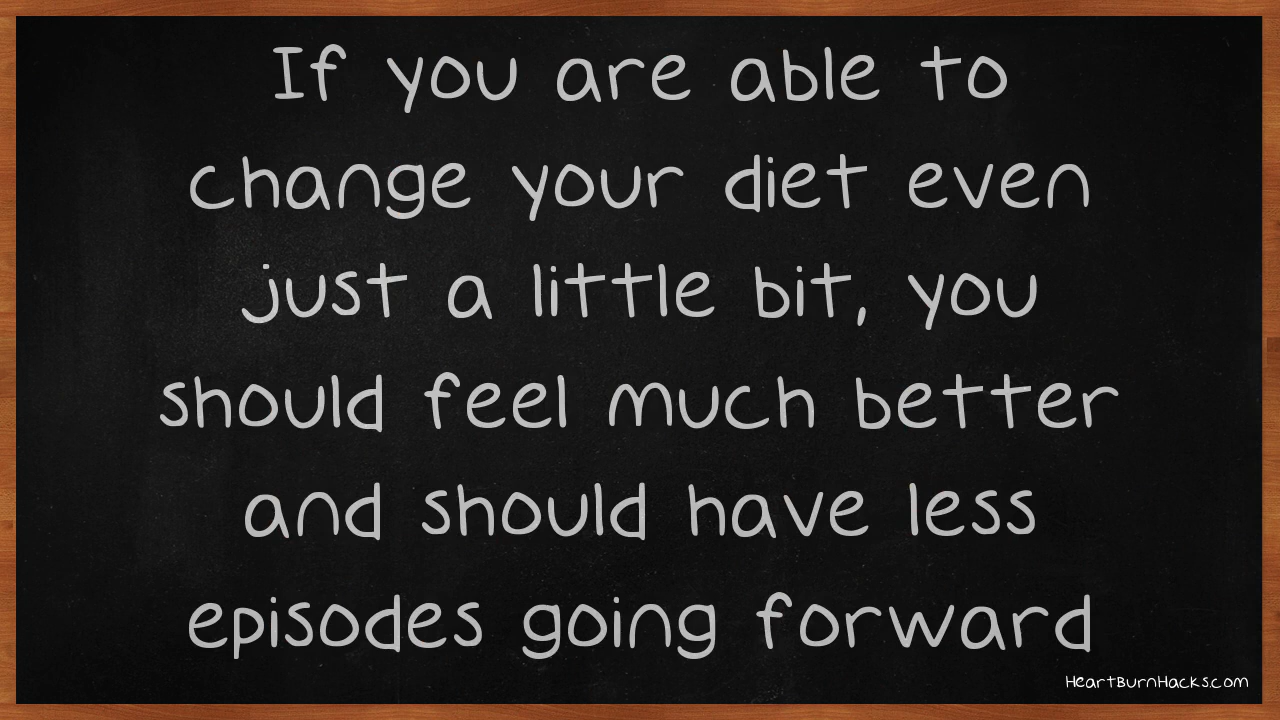 If you are able to
change your diet even
just a little bit, you
should feel much better
and should have less
episodes going forward
HeartBurnHacks.com